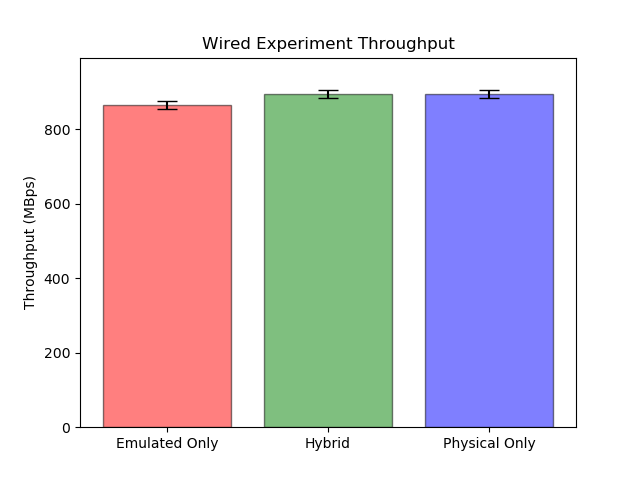 Wired Experiment Throughput
Throughput (MBps)
800
600
400
200
0
Emulated Only
Hybrid
Physical Only